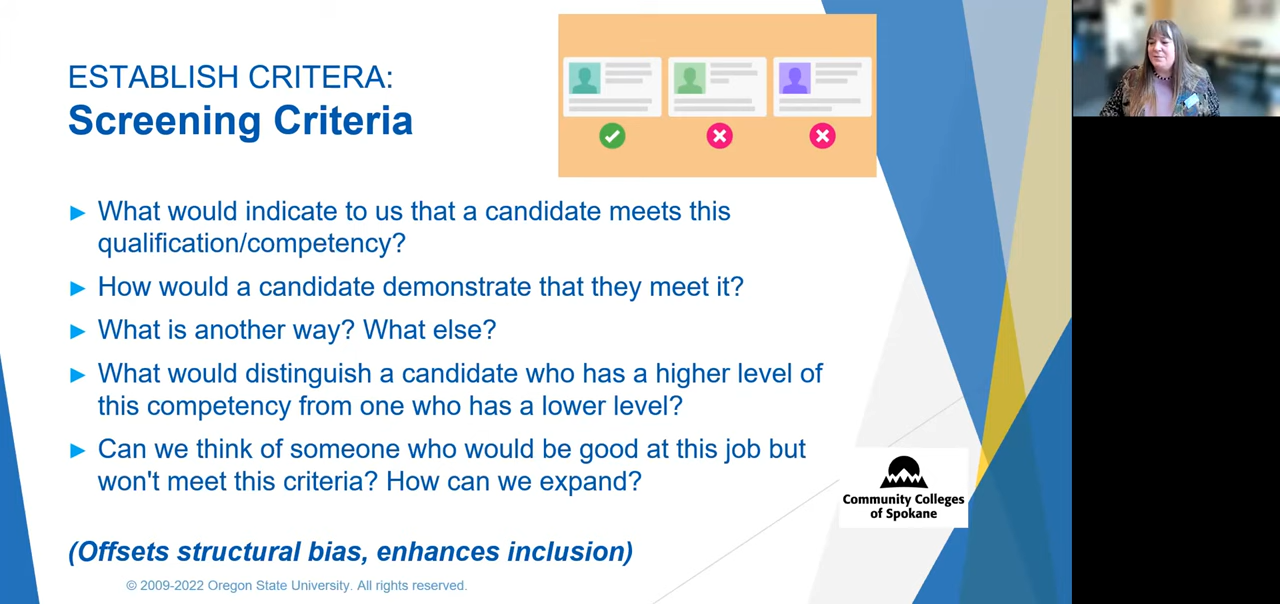 ESTABLISH CRITERA:
Screening Criteria
► What would indicate to us that a candidate meets this
qualification/competency?
► How would a candidate demonstrate that they meet it?
► What is another way? What else?
► What would distinguish a candidate who has a higher level of
this competency from one who has a lower level?
► Can we think of someone who would be good at this job but
won't meet this criteria? How can we expand?
Community Colleges
of Spokane
(Offsets structural bias, enhances inclusion)
© 2009-2022 Oregon State University. All rights reserved.